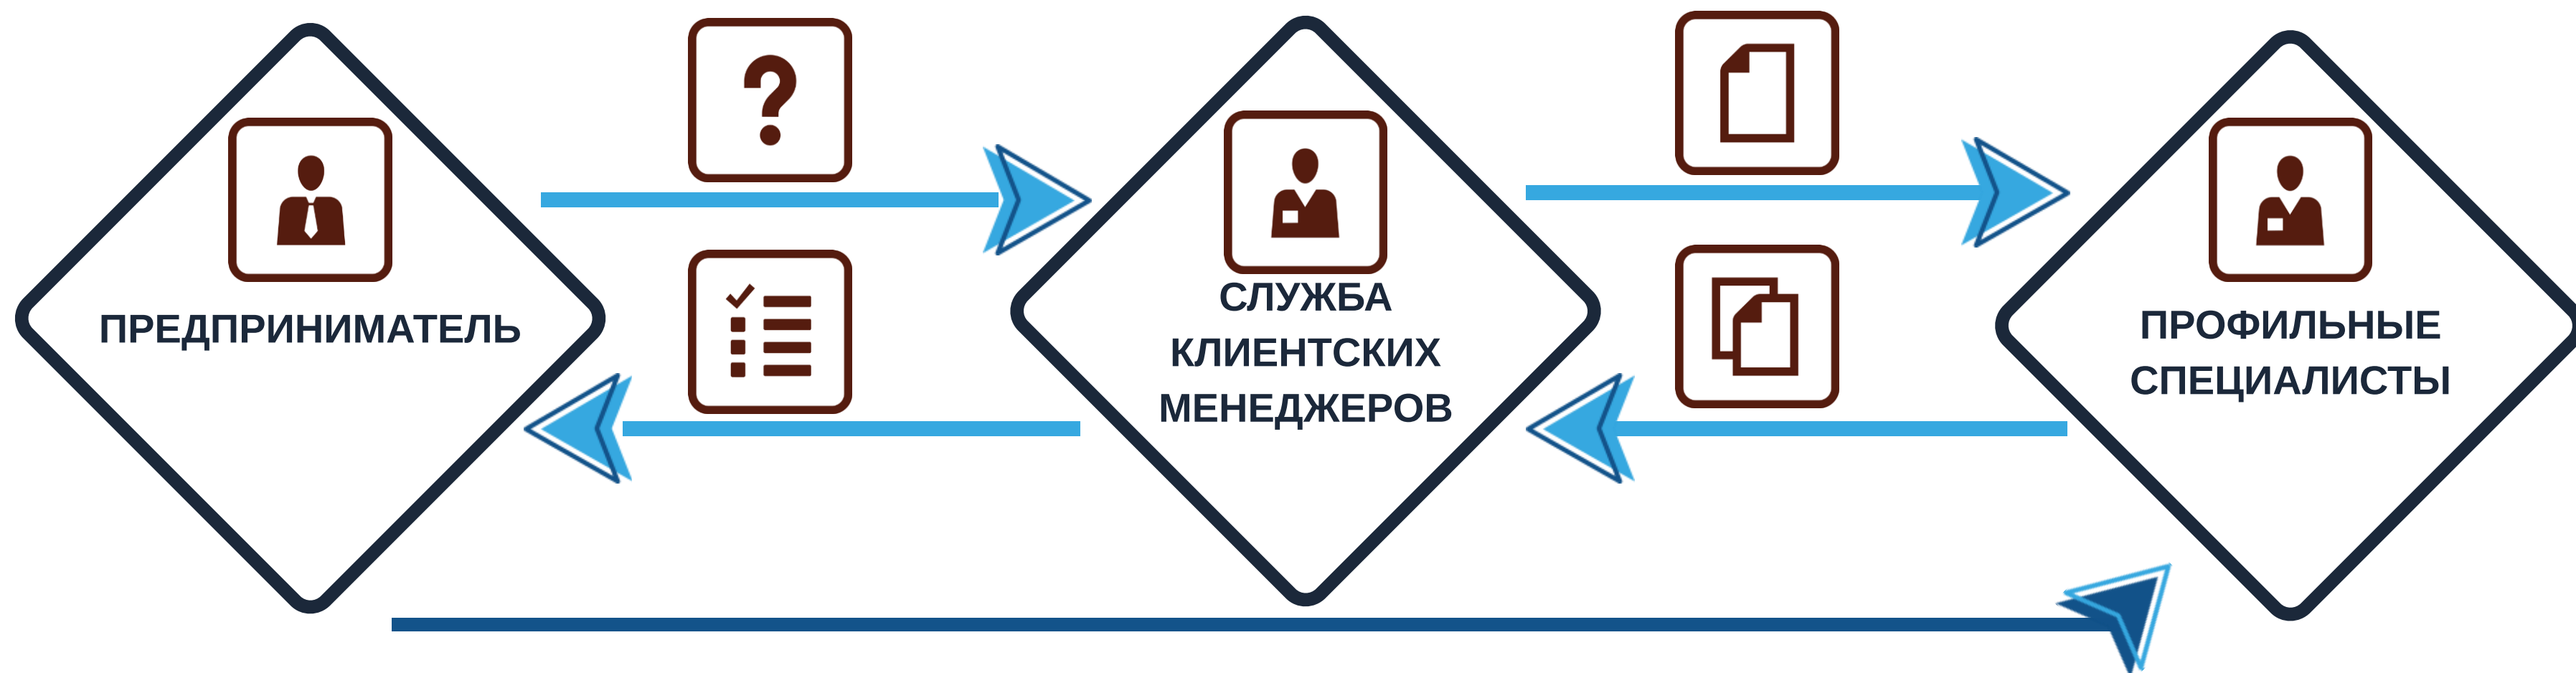 ПРЕДПРИНИМАТЕЛЬ
СЛУЖБА
КЛИЕНТСКИХ
МЕНЕДЖЕРОВ
ПРОФИЛЬНЫЕ
СПЕЦИАЛИСТЫ